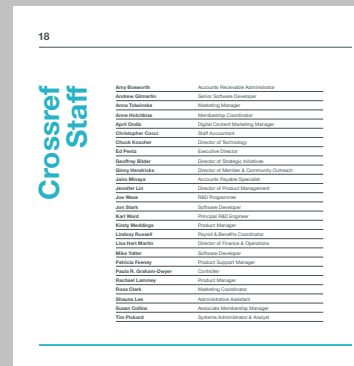 18
Crossref
Staff
Amy Bosworth Accounts Receivable Administrator
Andrew Gilmartin Senior Software Developer
Anna Tolwinska Marketing Manager
Anne Hotchkiss Membership Coordinator
April Ondis Digital Content Marketing Manager
Christopher Cocci Staff Accountant
Chuck Koscher Director of Technology
Ed Pentz Executive Director
Geoffrey Bilder Director of Strategic Initiatives
Ginny Hendricks Director of Member & Community Outreach
Jairo Minaya Accounts Payable Specialist
Jennifer Lin Director of Product Management
Joe Wass R&D Programmer
Jon Stark Software Developer
Karl Ward Principal R&D Engineer
Kirsty Meddings Product Manager
Lindsay Russell Payroll & Benefits Coordinator
Lisa Hart Martin Director of Finance & Operations
Mike Yalter Software Developer
Patricia Feeney Product Support Manager
Paula R. Graham-Dwyer Controller
Rachael Lammey Product Manager
Rosa Clark Marketing Coordinator
Shauna Lee Administrative Assistant
Susan Collins Associate Membership Manager
Tim Pickard Systems Administrator & Analyst